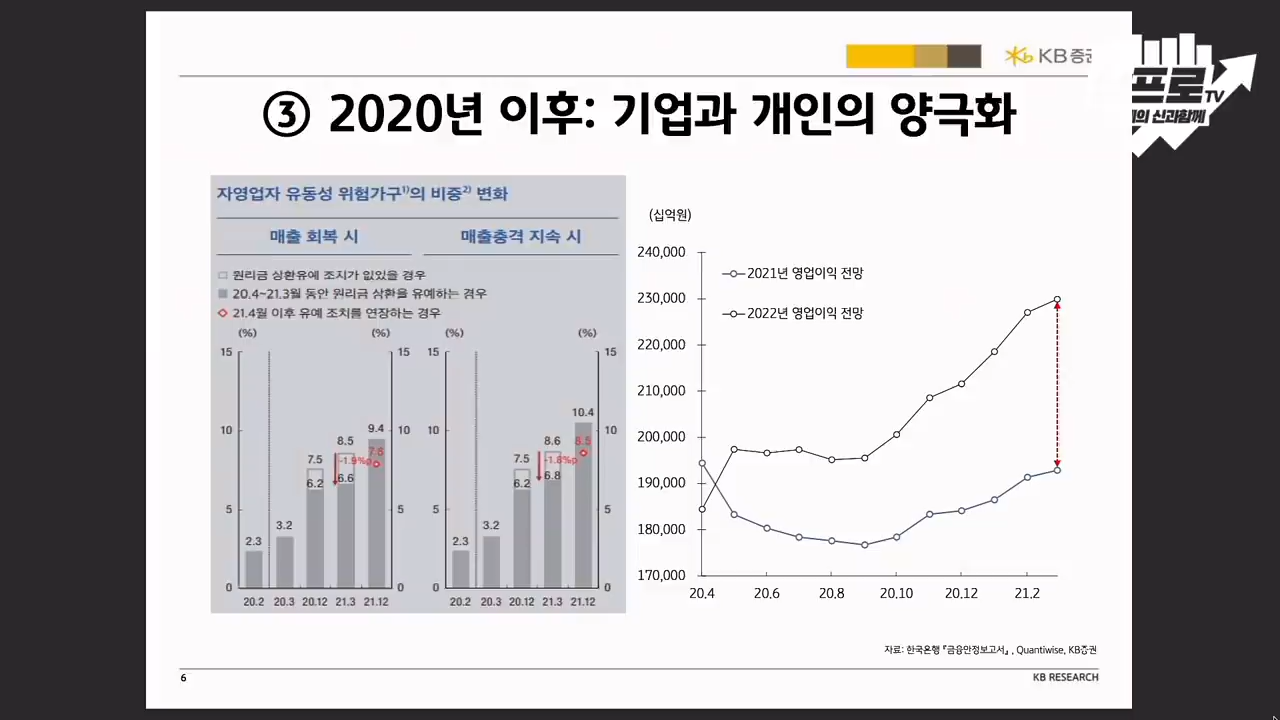 KB증권
프로TV
의 신과함께
③ 2020년 이후: 기업과 개인의 양극화
자영업자 유동성 위험가구1)의 비중2) 변화
매출 회복 시
매출충격 지속 시
원리금 상환유예 조치가 없었을 경우
20.4~21.3월 동안 원리금 상환을 유예하는 경우
21.4월 이후 유예 조치를 연장하는 경우
(%) (%) (%) (%)
15 15 15 15
10 10 10 10
5 5 5 5
0 0 0 0
2.3 3.2 7.5 6.2 8.5 -1.9%p 6.6 9.4 7.8
2.3 3.2 7.5 6.2 8.6 -1.8%p 6.8 10.4 8.5
20.2 20.3 20.12 21.3 21.12
20.2 20.3 20.12 21.3 21.12
(십억원)
240,000
230,000
220,000
210,000
200,000
190,000
180,000
170,000
2021년 영업이익 전망
2022년 영업이익 전망
20.4 20.6 20.8 20.10 20.12 21.2
자료: 한국은행『금융안정보고서』, Quantiwise, KB증권
6
KB RESEARCH